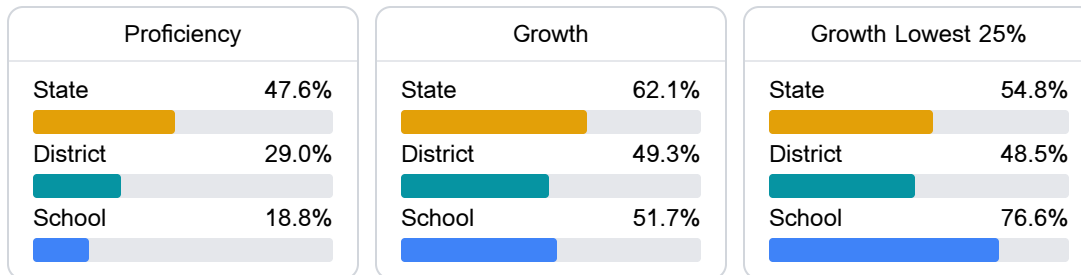 Proficiency
State 47.6%
District 29.0%
School 18.8%
Growth
State 62.1%
District 49.3%
School 51.7%
Growth Lowest 25%
State 54.8%
District 48.5%
School 76.6%